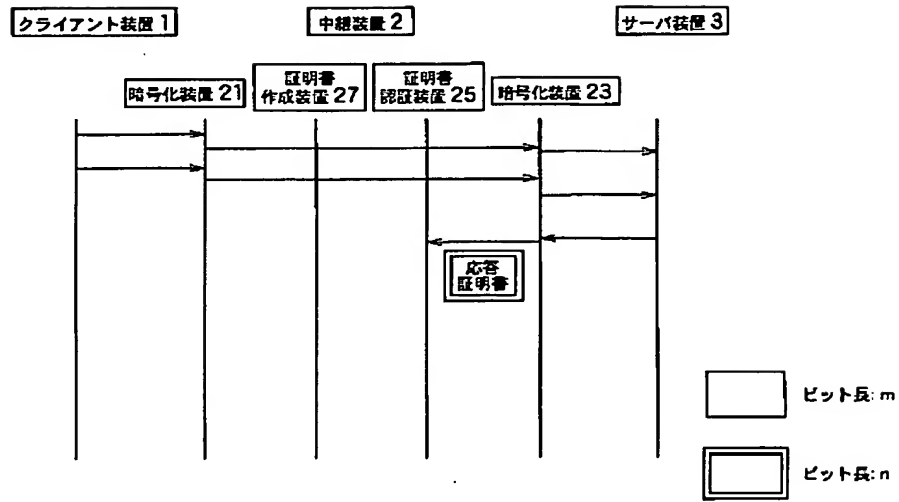 クライアント装置 1
中継装置 2
サーバ装置 3
暗号化装置 21
証明書
作成装置 27
証明書
認証装置 25
暗号化装置 23
応答
証明書
ビット長: m
ビット長: n